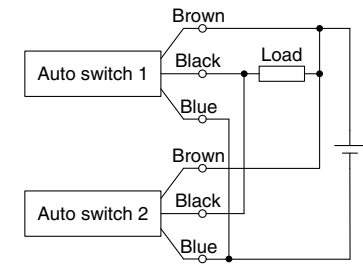 Brown
Auto switch 1
Black
Load
Blue
Brown
Auto switch 2
Black
Blue